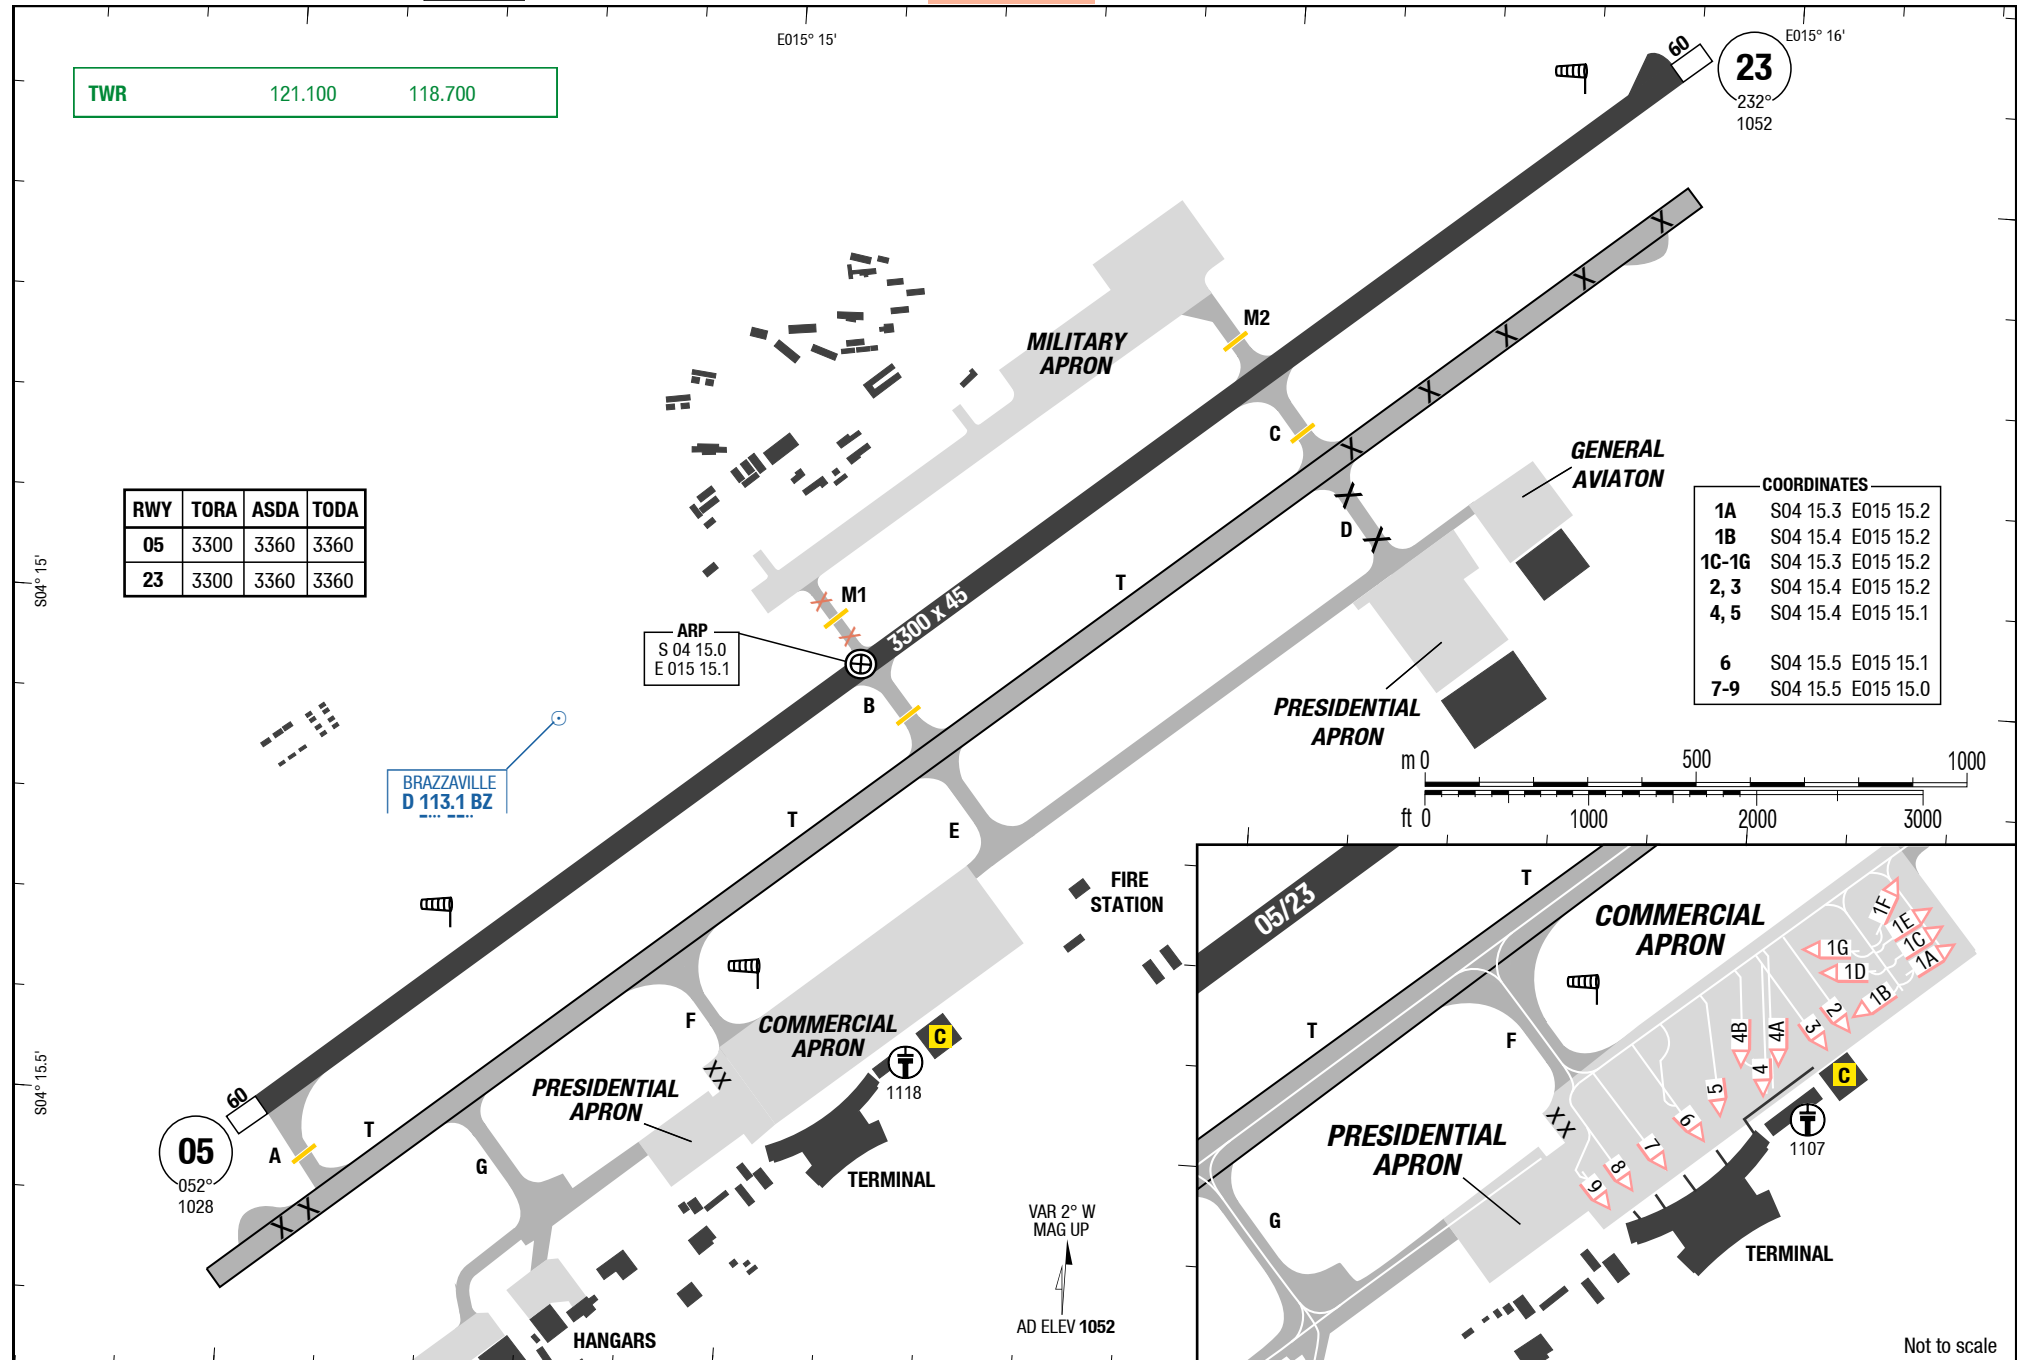 E015° 15'
E015° 16'
60
23
232°
1052
TWR 121.100 118.700
M2
MILITARY
APRON
C
GENERAL
AVIATON
D
RWY TORA ASDA TODA
05 3300 3360 3360
23 3300 3360 3360
COORDINATES
1A S04 15.3 E015 15.2
1B S04 15.4 E015 15.2
1C-1G S04 15.3 E015 15.2
2, 3 S04 15.4 E015 15.2
4, 5 S04 15.4 E015 15.1
6 S04 15.5 E015 15.1
7-9 S04 15.5 E015 15.0
S04° 15'
M1
T
3300 x 45
ARP
S 04 15.0
E 015 15.1
B
PRESIDENTIAL
APRON
BRAZZAVILLE
D 113.1 BZ
m 0 500 1000
ft 0 1000 2000 3000
T
E
FIRE
STATION
F
COMMERCIAL
APRON
C
1118
PRESIDENTIAL
APRON
S04° 15.5'
60
05
052°
1028
A
T
G
TERMINAL
VAR 2° W
MAG UP
AD ELEV 1052
HANGARS
05/23
T
COMMERCIAL
APRON
1F
1E
1C
1A
1G
1D
1B
2
3
4A
4B
4
5
6
7
8
9
T
F
C
1107
PRESIDENTIAL
APRON
G
TERMINAL
Not to scale